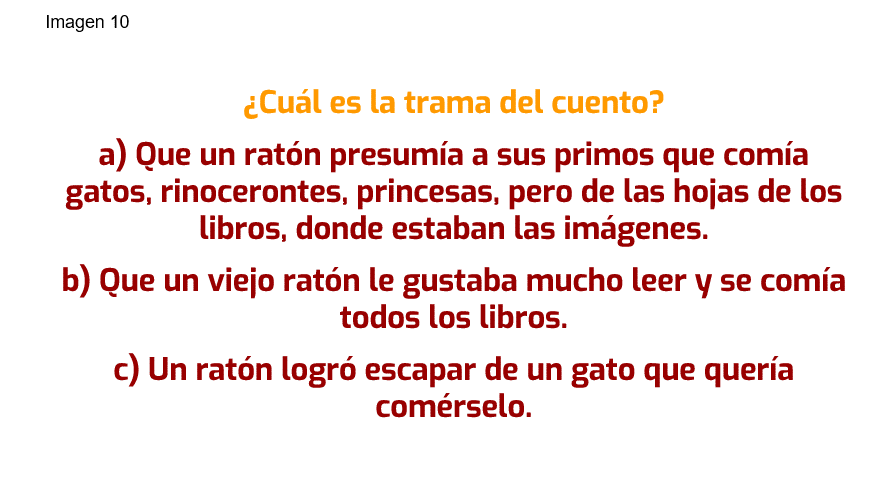 Imagen 10
¿Cuál es la trama del cuento?
a) Que un ratón presumía a sus primos que comía
gatos, rinocerontes, princesas, pero de las hojas de los
libros, donde estaban las imágenes.
b) Que un viejo ratón le gustaba mucho leer y se comía
todos los libros.
c) Un ratón logró escapar de un gato que quería
comérselo.